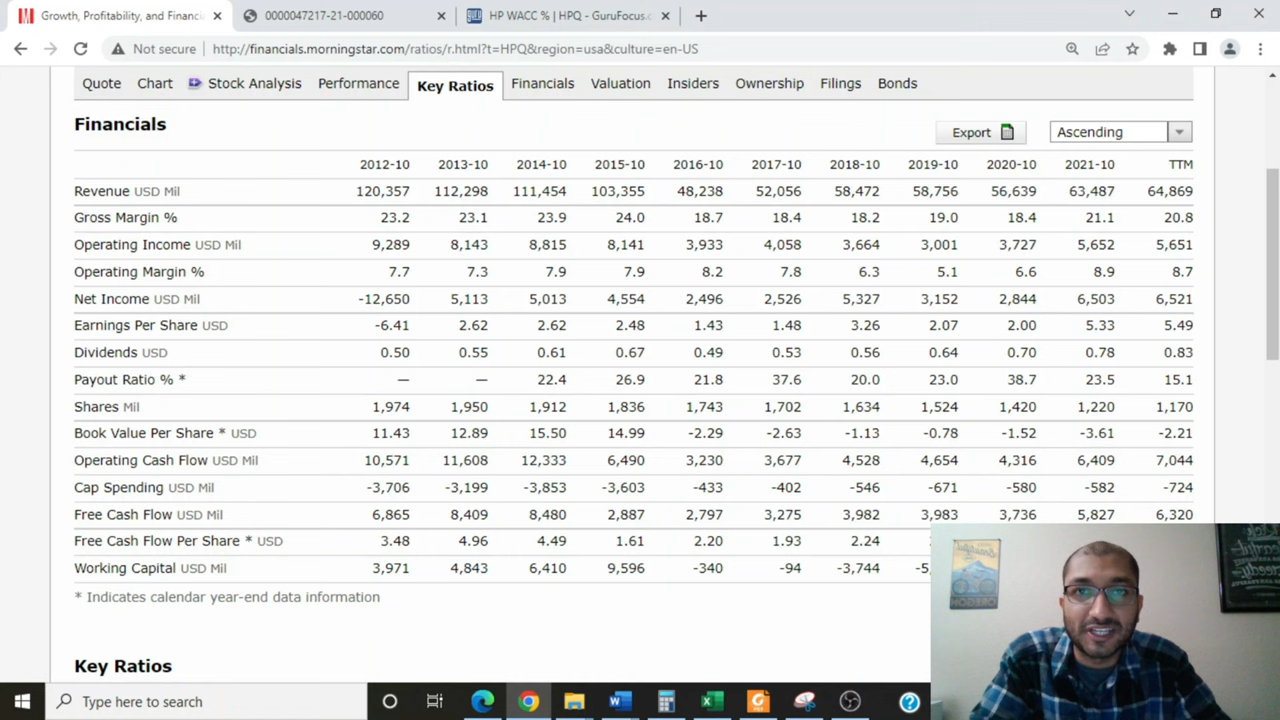 Growth, Profitability, and Financi
0000047217-21-000060
HP WACC % | HPQ - GuruFocus.c
Not secure
http://financials.morningstar.com/ratios/r.html?t=HPQ&region=usa&culture=en-US
Quote Chart Stock Analysis Performance Key Ratios Financials Valuation Insiders Ownership Filings Bonds
Financials
Export
Ascending
2012-10 2013-10 2014-10 2015-10 2016-10 2017-10 2018-10 2019-10 2020-10 2021-10 TTM
Revenue USD Mil 120,357 112,298 111,454 103,355 48,238 52,056 58,472 58,756 56,639 63,487 64,869
Gross Margin % 23.2 23.1 23.9 24.0 18.7 18.4 18.2 19.0 18.4 21.1 20.8
Operating Income USD Mil 9,289 8,143 8,815 8,141 3,933 4,058 3,664 3,001 3,727 5,652 5,651
Operating Margin % 7.7 7.3 7.9 7.9 8.2 7.8 6.3 5.1 6.6 8.9 8.7
Net Income USD Mil -12,650 5,113 5,013 4,554 2,496 2,526 5,327 3,152 2,844 6,503 6,521
Earnings Per Share USD -6.41 2.62 2.62 2.48 1.43 1.48 3.26 2.07 2.00 5.33 5.49
Dividends USD 0.50 0.55 0.61 0.67 0.49 0.53 0.56 0.64 0.70 0.78 0.83
Payout Ratio % * — — 22.4 26.9 21.8 37.6 20.0 23.0 38.7 23.5 15.1
Shares Mil 1,974 1,950 1,912 1,836 1,743 1,702 1,634 1,524 1,420 1,220 1,170
Book Value Per Share * USD 11.43 12.89 15.50 14.99 -2.29 -2.63 -1.13 -0.78 -1.52 -3.61 -2.21
Operating Cash Flow USD Mil 10,571 11,608 12,333 6,490 3,230 3,677 4,528 4,654 4,316 6,409 7,044
Cap Spending USD Mil -3,706 -3,199 -3,853 -3,603 -433 -402 -546 -671 -580 -582 -724
Free Cash Flow USD Mil 6,865 8,409 8,480 2,887 2,797 3,275 3,982 3,983 3,736 5,827 6,320
Free Cash Flow Per Share * USD 3.48 4.96 4.49 1.61 2.20 1.93 2.24
Working Capital USD Mil 3,971 4,843 6,410 9,596 -340 -94 -3,744 -5,
* Indicates calendar year-end data information
Key Ratios
Type here to search